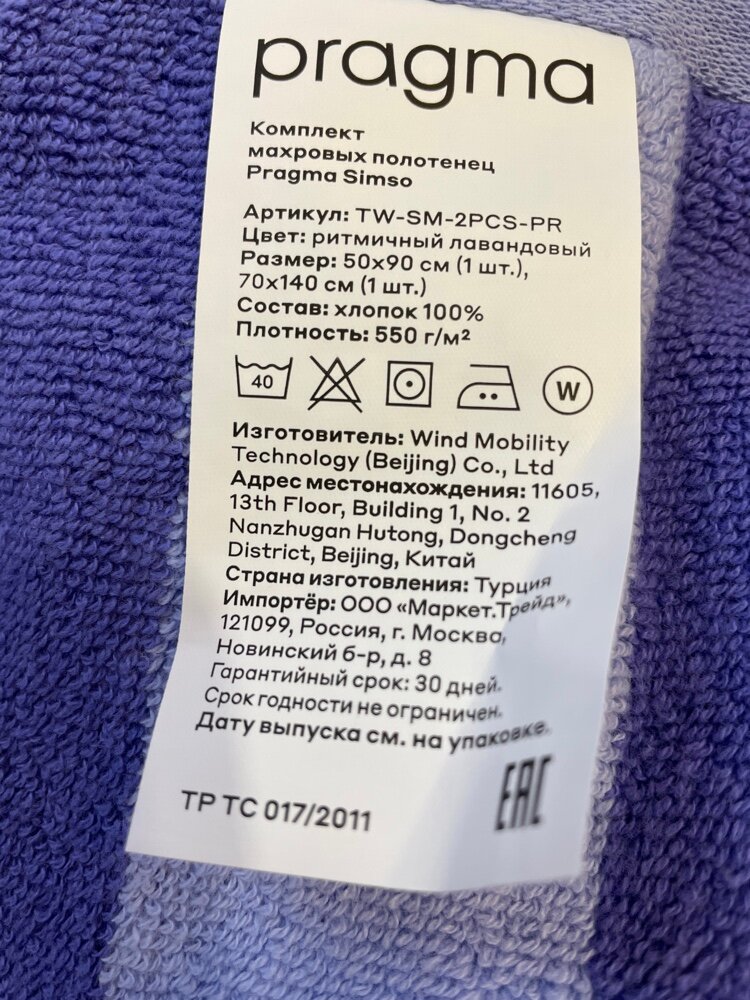 pragma
Комплект
махровых полотенец
Pragma Simso
Артикул: TW-SM-2PCS-PR
Цвет: ритмичный лавандовый
Размер: 50x90 см (1 шт.),
70x140 см (1 шт.)
Состав: хлопок 100%
Плотность: 550 г/м²
40
W
Изготовитель: Wind Mobility
Technology (Beijing) Co., Ltd
Адрес местонахождения: 11605,
13th Floor, Building 1, No. 2
Nanzhugan Hutong, Dongcheng
District, Beijing, Китай
Страна изготовления: Турция
Импортёр: ООО «Маркет.Трейд»,
121099, Россия, г. Москва,
Новинский б-р, д. 8
Гарантийный срок: 30 дней.
Срок годности не ограничен.
Дату выпуска см. на упаковке.
ТР ТС 017/2011
EAC